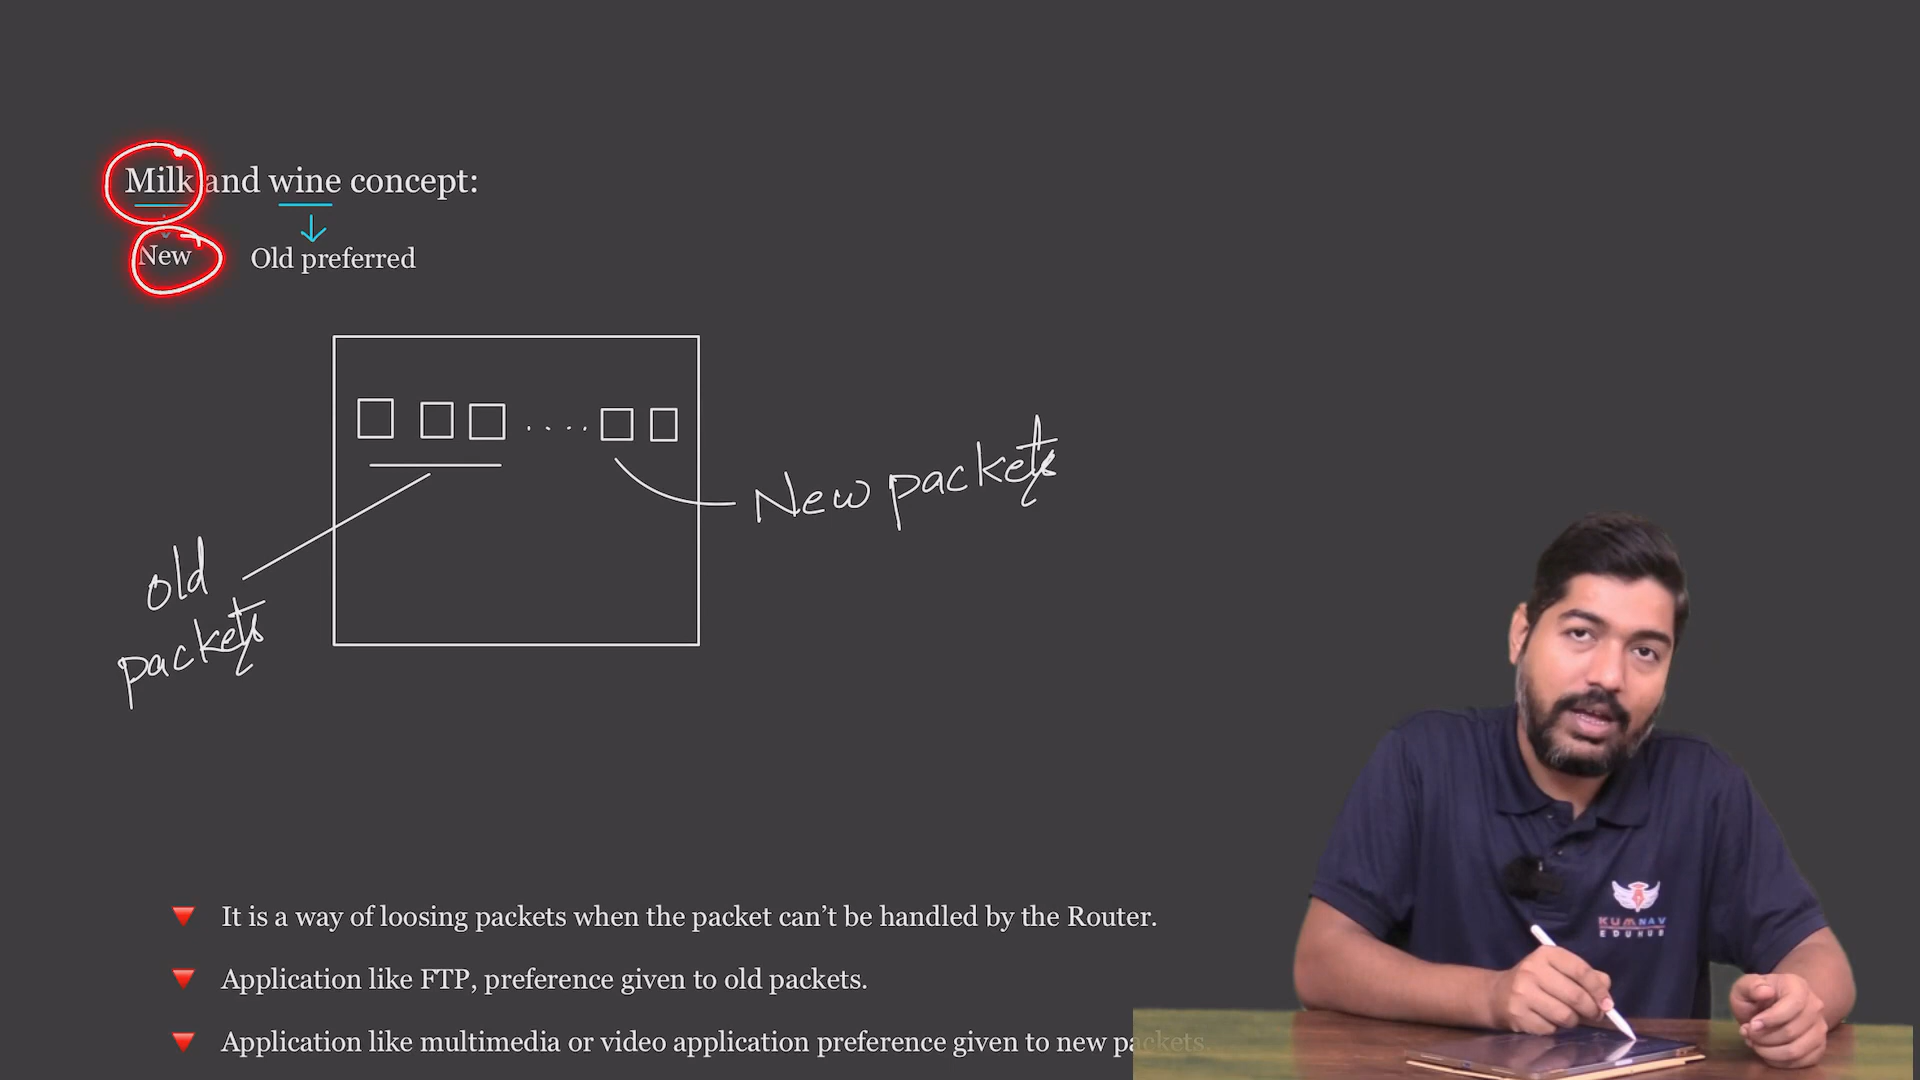 Milk and wine concept:
New Old preferred
New packets
old
packets
▼ It is a way of loosing packets when the packet can’t be handled by the Router.
▼ Application like FTP, preference given to old packets.
▼ Application like multimedia or video application preference given to new packets.
KUMNAV
EDUHUB